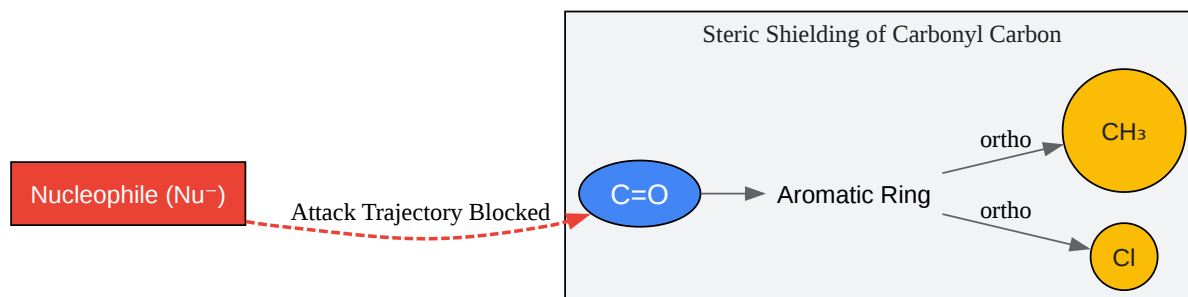 Steric Shielding of Carbonyl Carbon
Nucleophile (Nu⁻)
Attack Trajectory Blocked
C=O
Aromatic Ring
ortho
CH₃
ortho
Cl